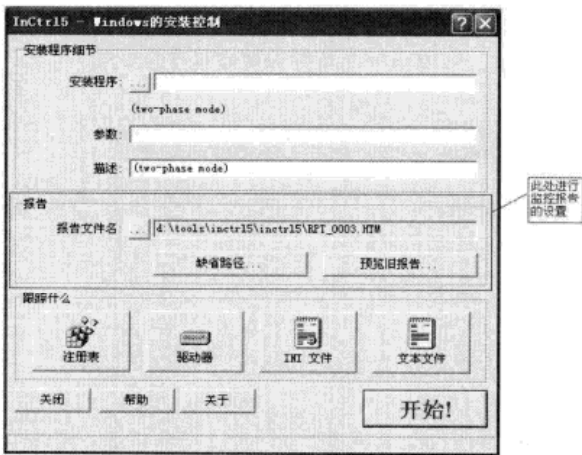 InCtrl5 - Windows的安装控制
安装程序细节
安装程序: ...
(two-phase mode)
参数:
描述: (two-phase mode)
报告
报告文件名 ... d:\tools\inctrl5\inctrl5\RPT_0003.HTM
缺省路径... 预览旧报告...
此处进行
监控报告
的设置
跟踪什么
注册表 驱动器 INI 文件 文本文件
关闭 帮助 关于 开始!